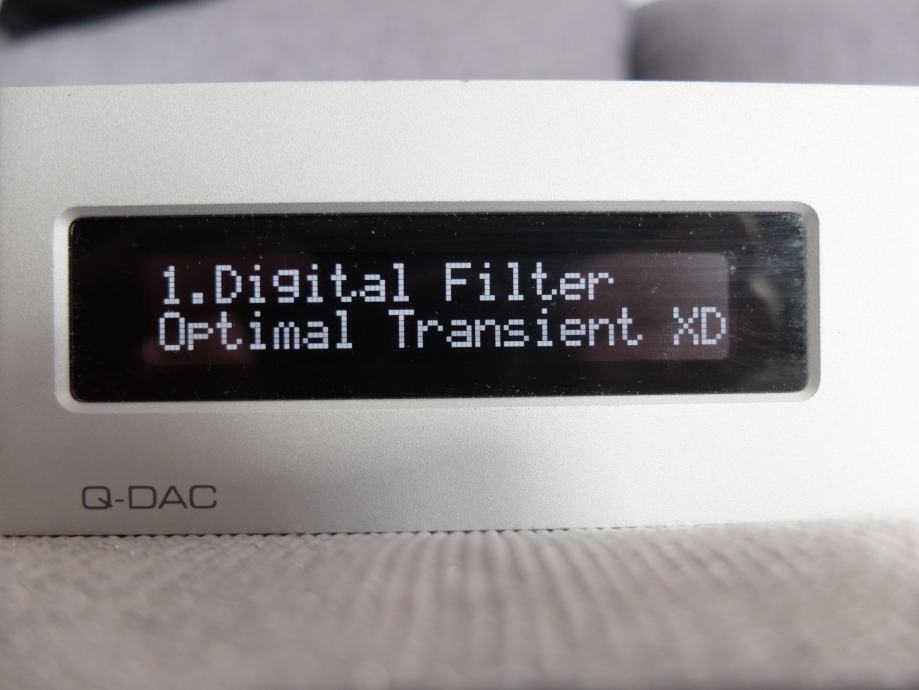 1.Digital Filter
Optimal Transient XD
Q-DAC